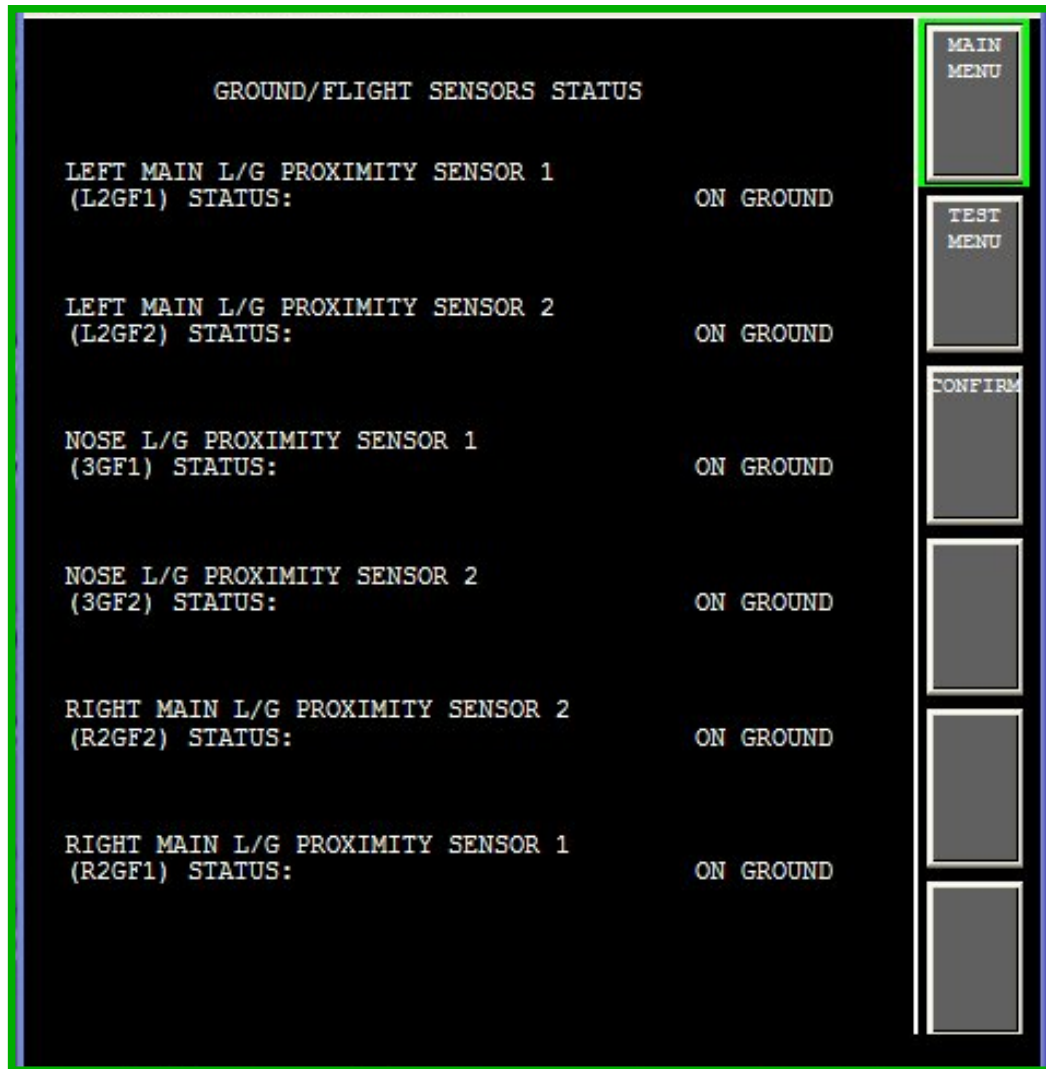 GROUND/FLIGHT SENSORS STATUS
LEFT MAIN L/G PROXIMITY SENSOR 1
(L2GF1) STATUS: ON GROUND
LEFT MAIN L/G PROXIMITY SENSOR 2
(L2GF2) STATUS: ON GROUND
NOSE L/G PROXIMITY SENSOR 1
(3GF1) STATUS: ON GROUND
NOSE L/G PROXIMITY SENSOR 2
(3GF2) STATUS: ON GROUND
RIGHT MAIN L/G PROXIMITY SENSOR 2
(R2GF2) STATUS: ON GROUND
RIGHT MAIN L/G PROXIMITY SENSOR 1
(R2GF1) STATUS: ON GROUND
MAIN
MENU
TEST
MENU
CONFIRM